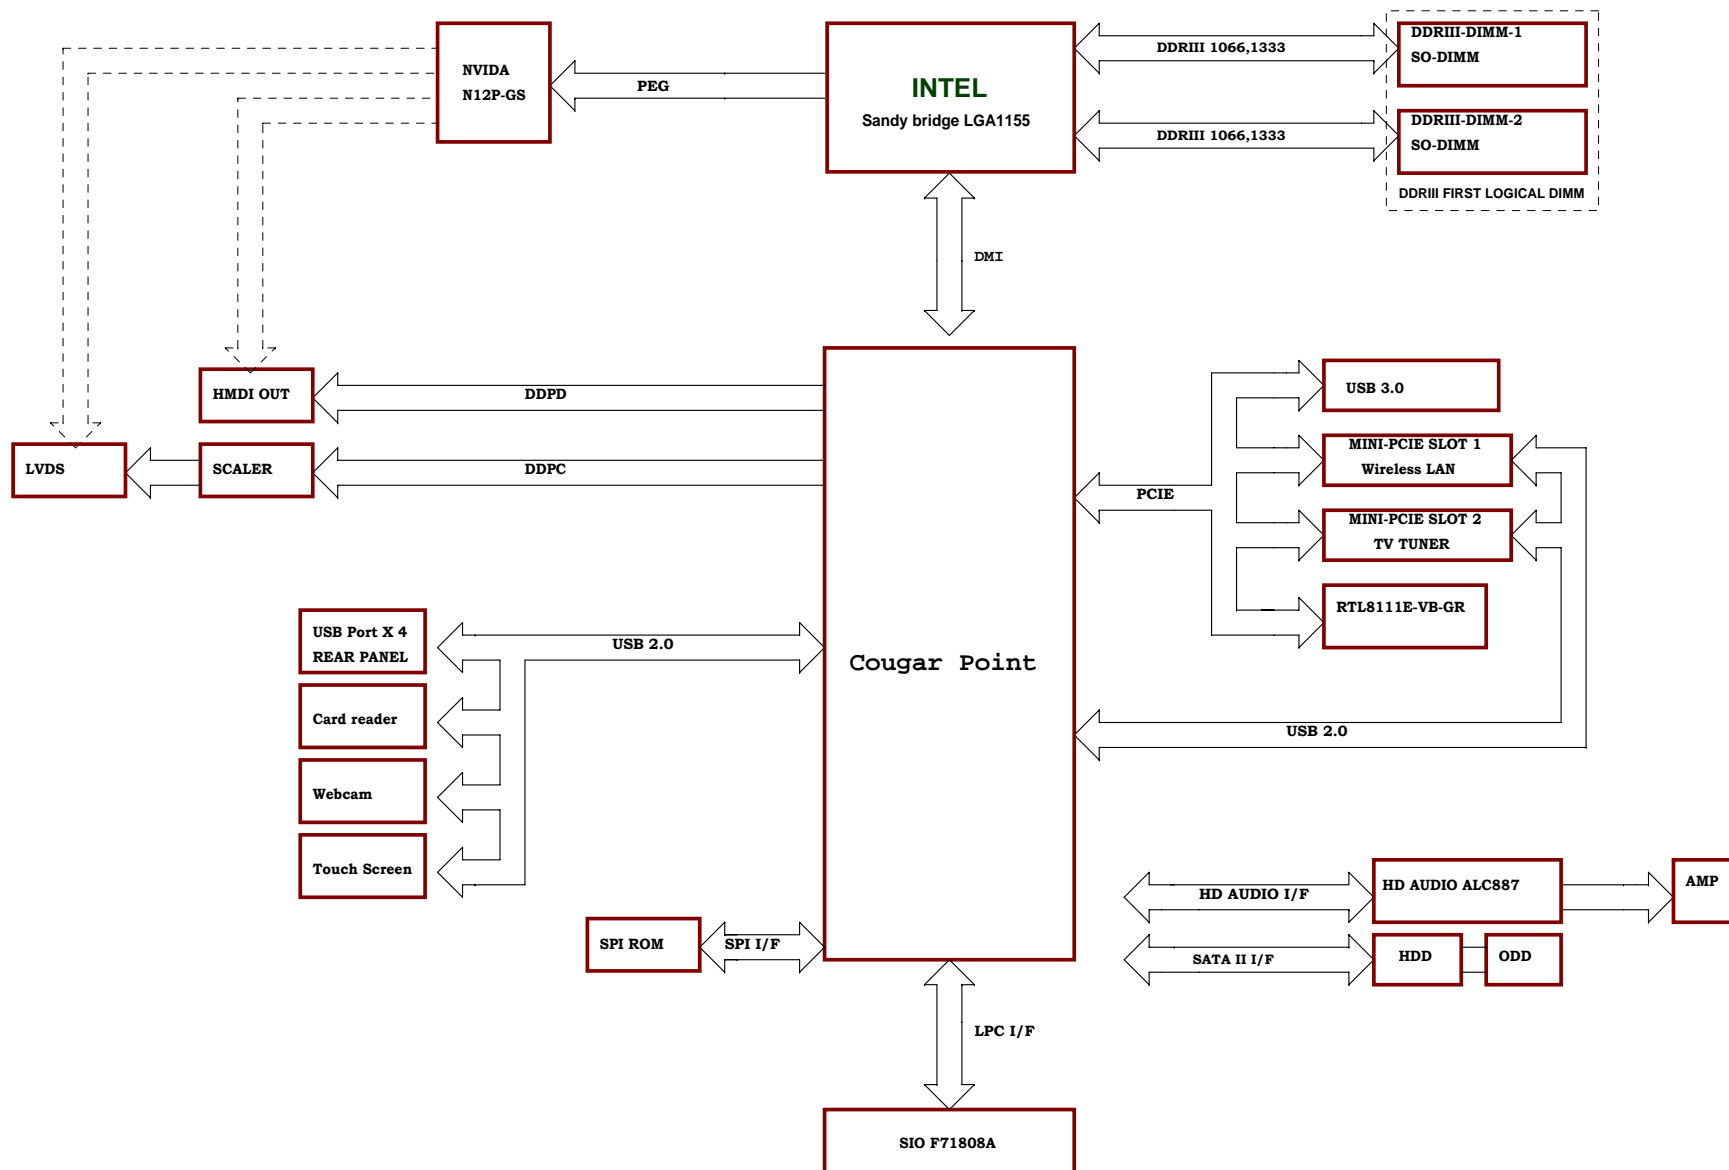 NVIDA
N12P-GS
PEG
INTEL
Sandy bridge LGA1155
DDRIII 1066,1333
DDRIII-DIMM-1
SO-DIMM
DDRIII 1066,1333
DDRIII-DIMM-2
SO-DIMM
DDRIII FIRST LOGICAL DIMM
DMI
HMDI OUT
DDPD
LVDS
SCALER
DDPC
USB 3.0
MINI-PCIE SLOT 1
Wireless LAN
PCIE
MINI-PCIE SLOT 2
TV TUNER
RTL8111E-VB-GR
USB Port X 4
REAR PANEL
USB 2.0
Cougar Point
Card reader
USB 2.0
Webcam
Touch Screen
HD AUDIO I/F
HD AUDIO ALC887
AMP
SPI ROM
SPI I/F
SATA II I/F
HDD
ODD
LPC I/F
SIO F71808A